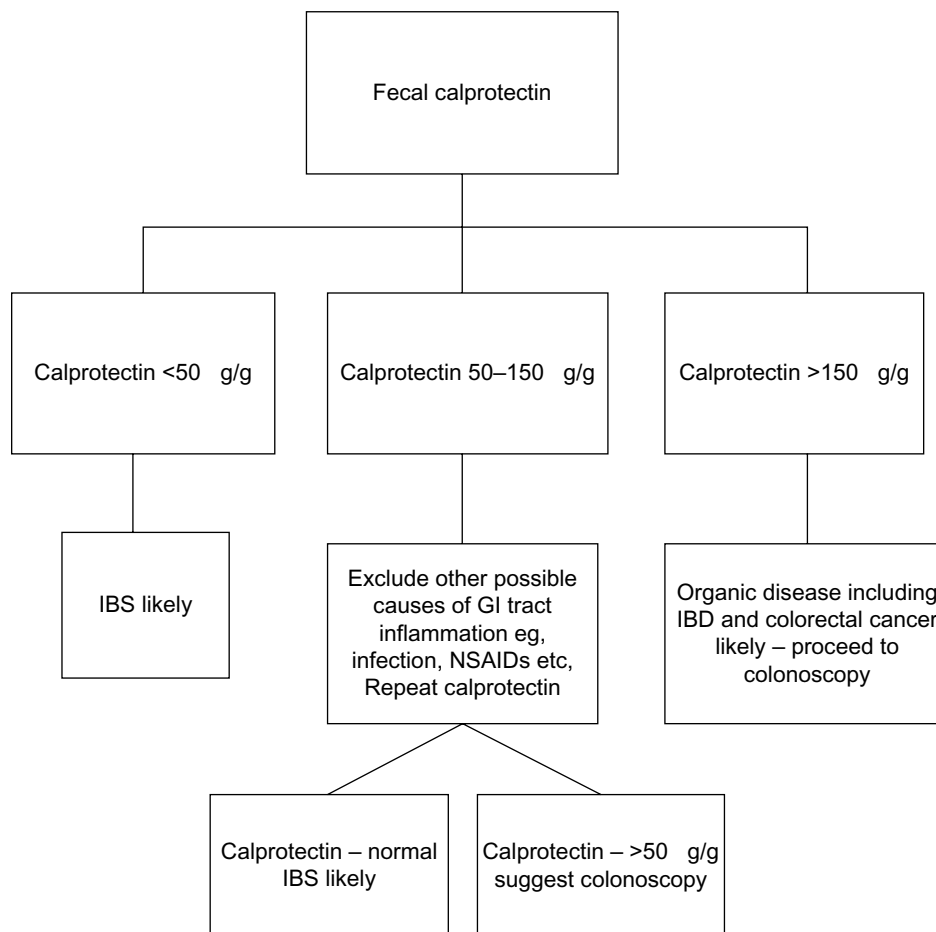 Fecal calprotectin
Calprotectin <50 g/g
Calprotectin 50–150 g/g
Calprotectin >150 g/g
IBS likely
Exclude other possible
causes of GI tract
inflammation eg,
infection, NSAIDs etc,
Repeat calprotectin
Organic disease including
IBD and colorectal cancer
likely – proceed to
colonoscopy
Calprotectin – normal
IBS likely
Calprotectin – >50 g/g
suggest colonoscopy